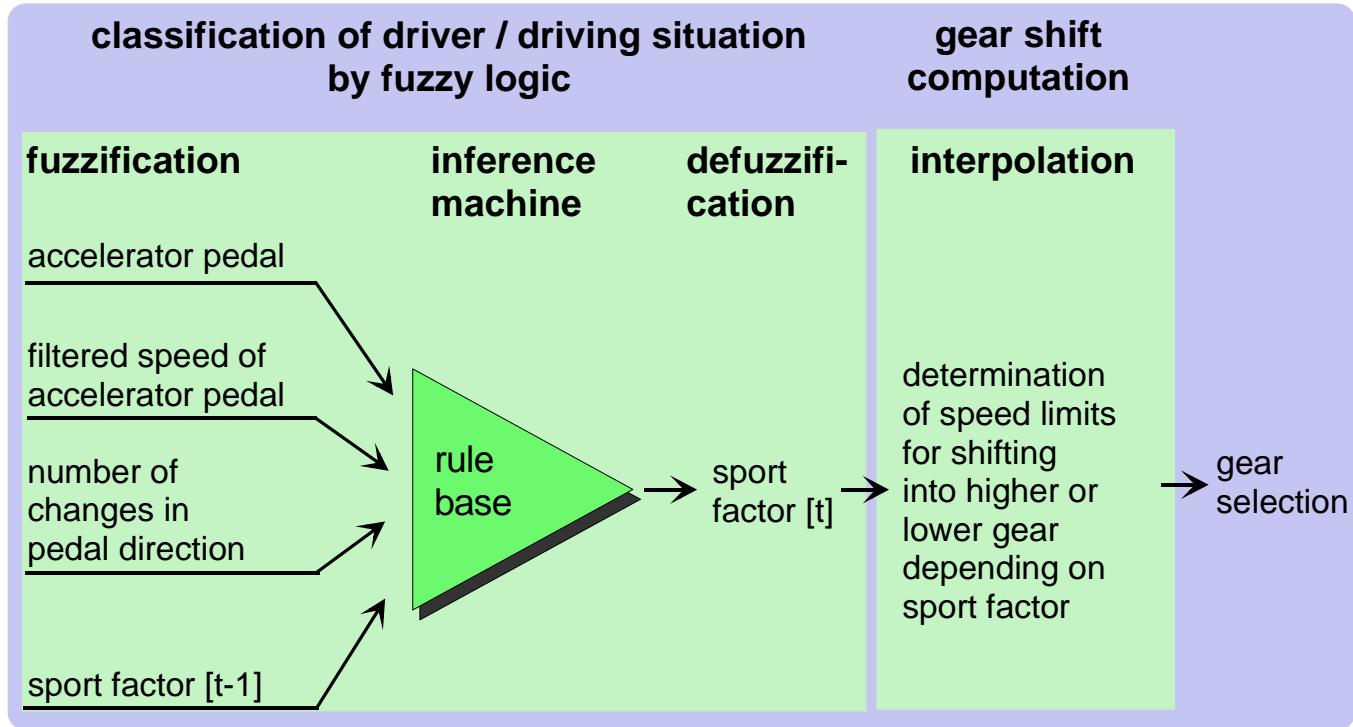 classification of driver / driving situation
by fuzzy logic
gear shift
computation
fuzzification
inference
machine
defuzzifi-
cation
interpolation
accelerator pedal
filtered speed of
accelerator pedal
number of
changes in
pedal direction
sport factor [t-1]
rule
base
sport
factor [t]
determination
of speed limits
for shifting
into higher or
lower gear
depending on
sport factor
gear
selection